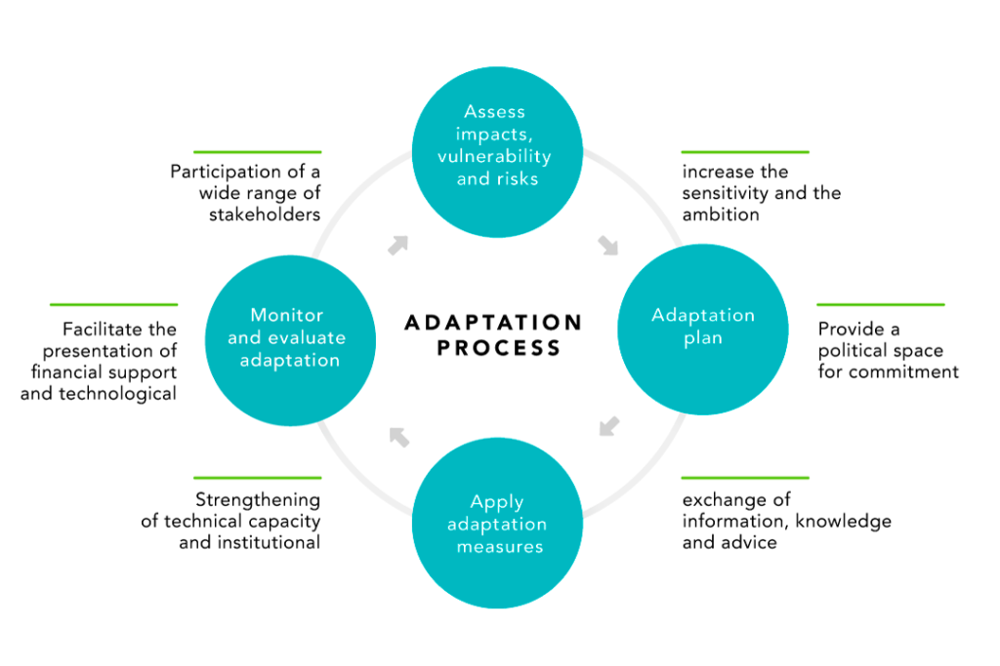 Assess
impacts,
vulnerability
and risks
increase the
sensitivity and the
ambition
Adaptation
plan
Provide a
political space
for commitment
exchange of
information, knowledge
and advice
Apply
adaptation
measures
Strengthening
of technical capacity
and institutional
Monitor
and evaluate
adaptation
Facilitate the
presentation of
financial support
and technological
Participation of a
wide range of
stakeholders
ADAPTATION
PROCESS